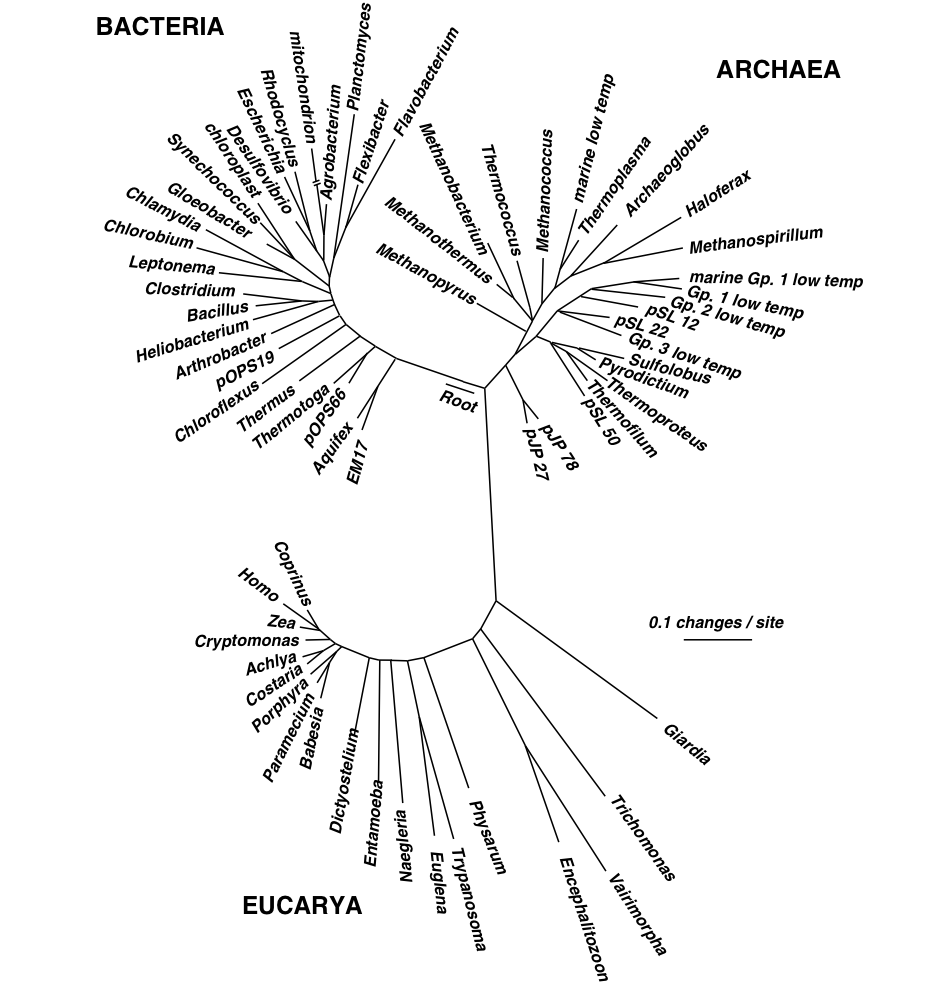 BACTERIA
ARCHAEA
Planctomyces
Flavobacterium
mitochondrion
Rhodocyclus
Escherichia
Desulfovibrio
chloroplast
Synechococcus
Gloeobacter
Chlamydia
Chlorobium
Leptonema
Clostridium
Bacillus
Heliobacterium
Arthrobacter
pOPS19
Chloroflexus
Thermus
Thermotoga
pOPS66
Aquifex
EM17
Agrobacterium
Flexibacter
Methanobacterium
Methanothermus
Methanopyrus
Thermococcus
Methanococcus
marine low temp
Thermoplasma
Archaeoglobus
Haloferax
Methanospirillum
marine Gp. 1 low temp
Gp. 1 low temp
Gp. 2 low temp
pSL 12
pSL 22
Gp. 3 low temp
Sulfolobus
Pyrodictium
Thermoproteus
Thermofilum
pSL 50
pJP 78
pJP 27
Root
Coprinus
Homo
Zea
Cryptomonas
Achlya
Costaria
Porphyra
Paramecium
Babesia
Dictyostelium
Entamoeba
Naegleria
Euglena
Trypanosoma
Physarum
Encephalitozoon
Vairimorpha
Trichomonas
Giardia
0.1 changes / site
EUCARYA